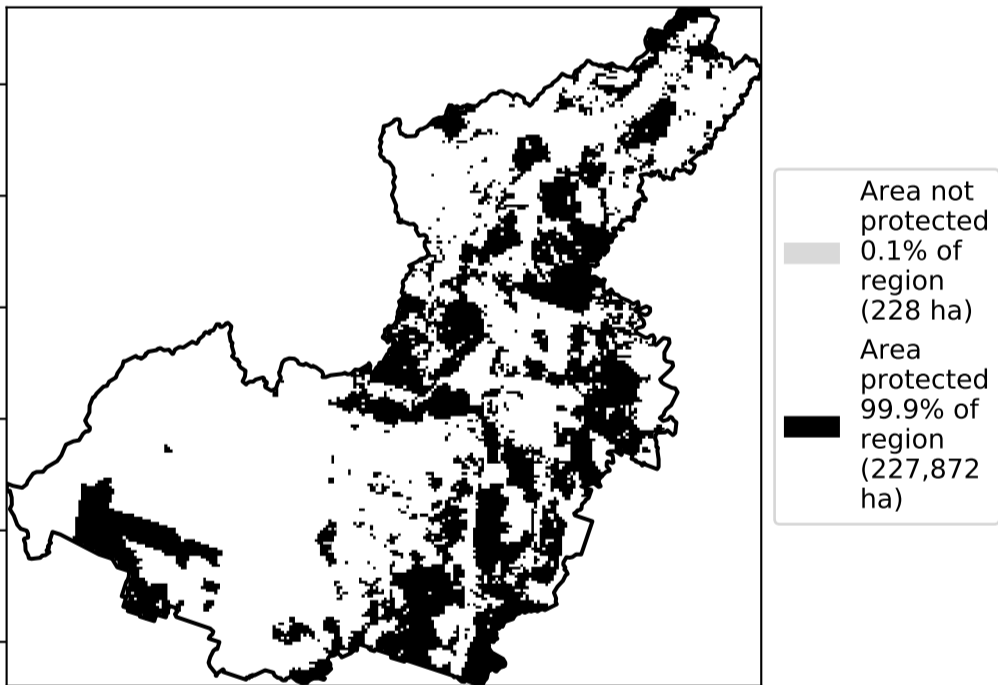 Area not
protected
0.1% of
region
(228 ha)
Area
protected
99.9% of
region
(227,872
ha)